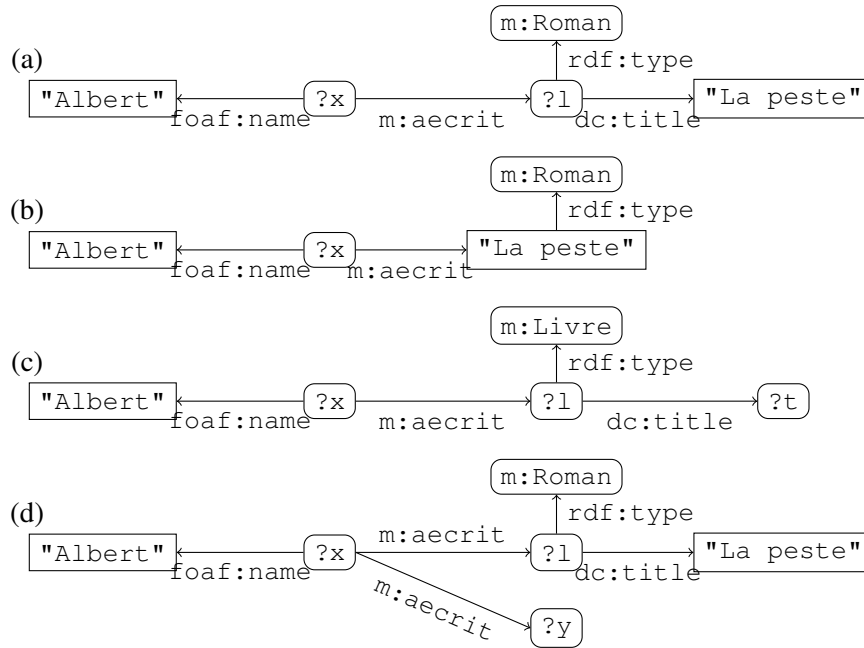 m:Roman
(a)
rdf:type
"Albert" ?x ?l "La peste"
foaf:name m:aecrit dc:title
m:Roman
(b)
rdf:type
"Albert" ?x "La peste"
foaf:name m:aecrit
m:Livre
(c)
rdf:type
"Albert" ?x ?l ?t
foaf:name m:aecrit dc:title
m:Roman
(d)
m:aecrit rdf:type
"Albert" ?x ?l "La peste"
foaf:name dc:title
m:aecrit
?y